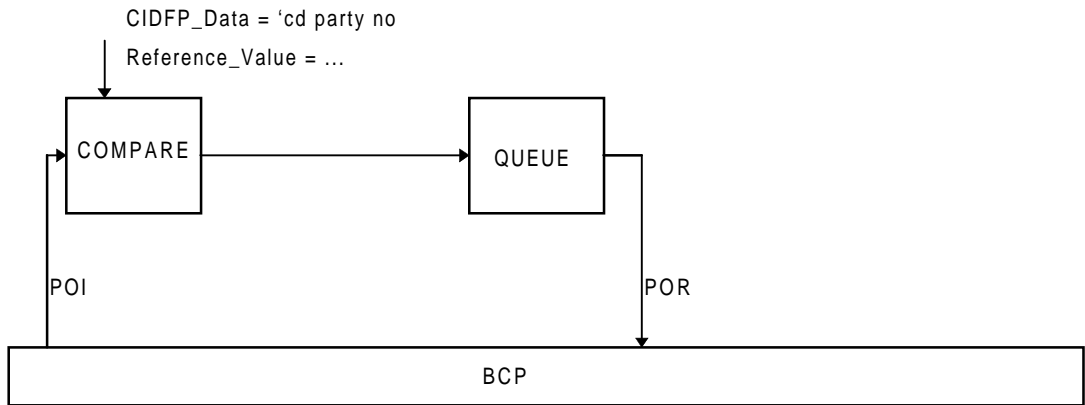 CIDFP_Data = ‘cd party no
Reference_Value = ...
COMPARE
QUEUE
POI
POR
BCP